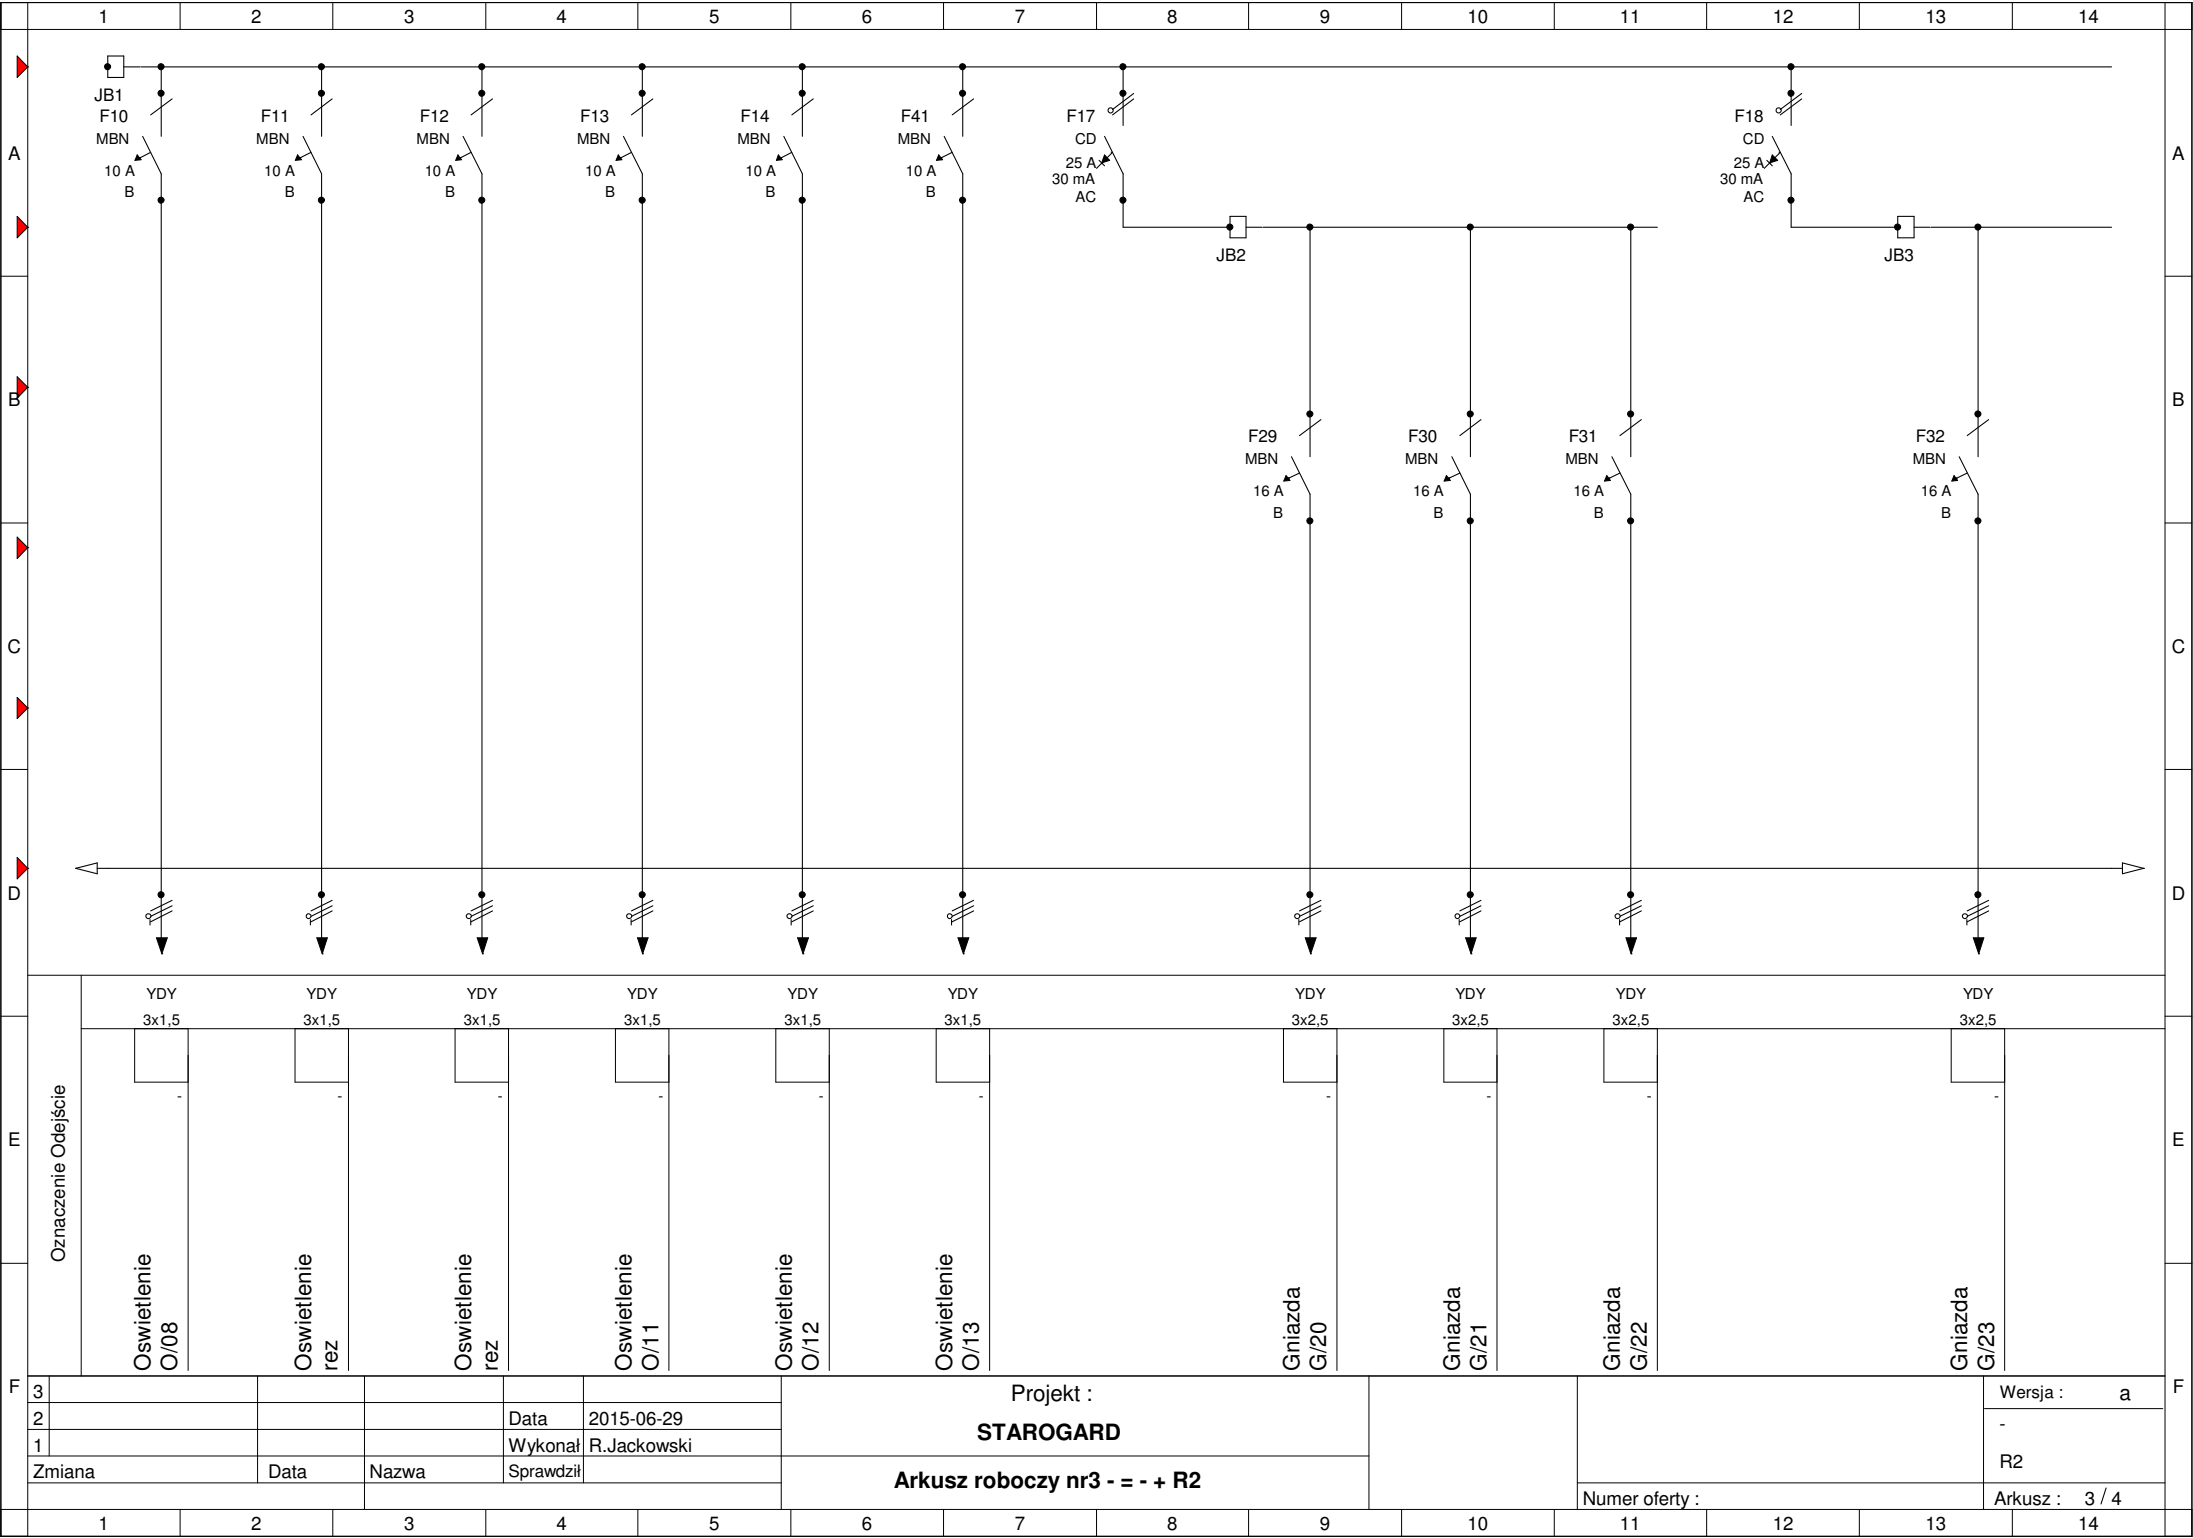 1 2 3 4 5 6 7 8 9 10 11 12 13 14
JB1
F10 F11 F12 F13 F14 F41 F17 F18
MBN MBN MBN MBN MBN MBN CD CD
A A
10 A 10 A 10 A 10 A 10 A 10 A 25 A 25 A
30 mA 30 mA
B B B B B B AC AC
JB2 JB3
B B
F29 F30 F31 F32
MBN MBN MBN MBN
16 A 16 A 16 A 16 A
B B B B
C C
D D
YDY YDY YDY YDY YDY YDY YDY YDY YDY YDY
3x1,5 3x1,5 3x1,5 3x1,5 3x1,5 3x1,5 3x2,5 3x2,5 3x2,5 3x2,5
- - - - - - - - - -
E E
Oznaczenie Odejście
Oswietlenie
O/08
Oswietlenie
rez
Oswietlenie
rez
Oswietlenie
O/11
Oswietlenie
O/12
Oswietlenie
O/13
Gniazda
G/20
Gniazda
G/21
Gniazda
G/22
Gniazda
G/23
F F
3
2 Data 2015-06-29
1 Wykonał R.Jackowski
Zmiana Data Nazwa Sprawdził
Projekt :
STAROGARD
Arkusz roboczy nr3 - = - + R2
Numer oferty :
Wersja : a
-
R2
Arkusz : 3 / 4
1 2 3 4 5 6 7 8 9 10 11 12 13 14